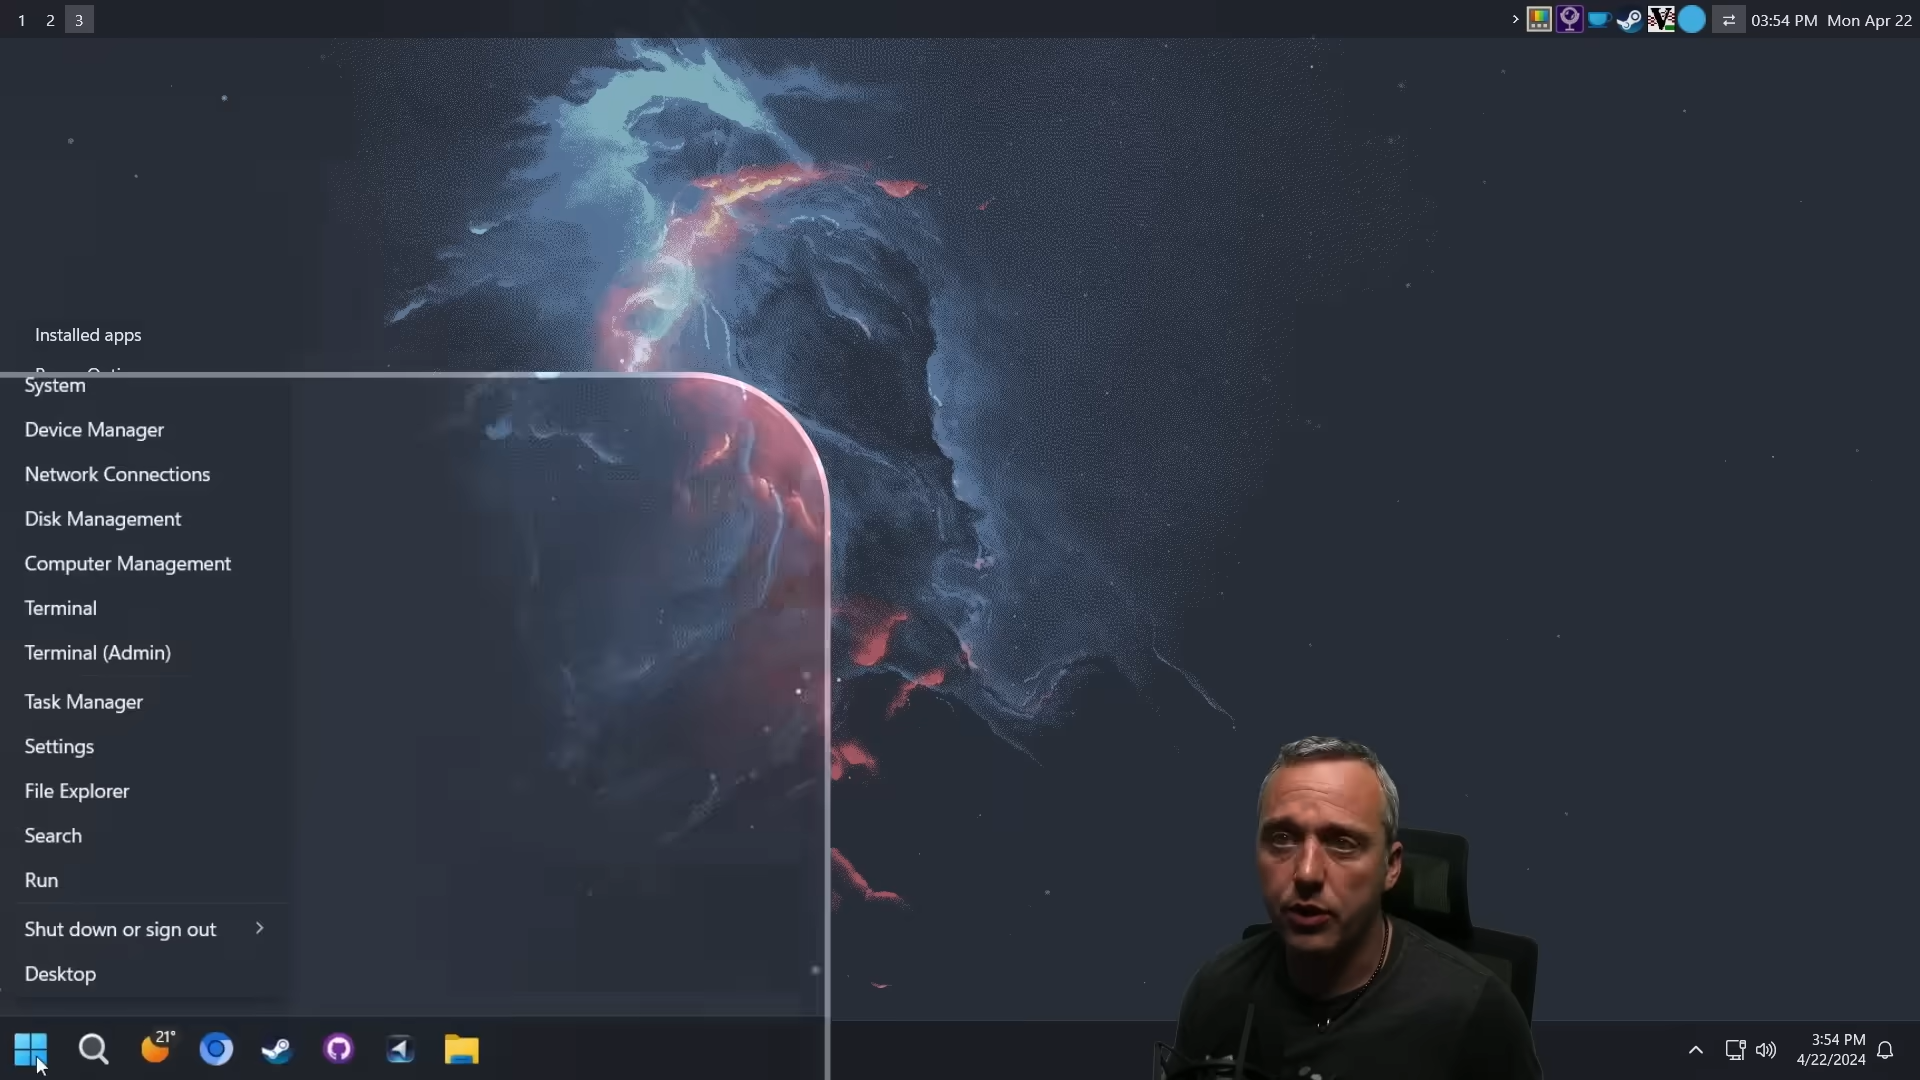 1 2 3
03:54 PM Mon Apr 22
Installed apps
System
Device Manager
Network Connections
Disk Management
Computer Management
Terminal
Terminal (Admin)
Task Manager
Settings
File Explorer
Search
Run
Shut down or sign out
Desktop
21°
3:54 PM
4/22/2024